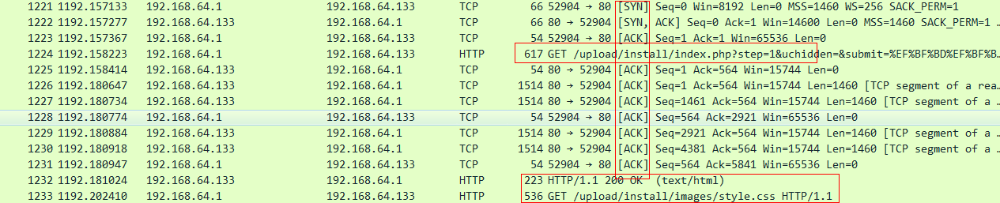 1221 1192.157133 192.168.64.1 192.168.64.133 TCP 66 52904 → 80 [SYN] Seq=0 Win=8192 Len=0 MSS=1460 WS=256 SACK_PERM=1
1222 1192.157277 192.168.64.133 192.168.64.1 TCP 66 80 → 52904 [SYN, ACK] Seq=0 Ack=1 Win=14600 Len=0 MSS=1460 SACK_PERM=1 …
1223 1192.157367 192.168.64.1 192.168.64.133 TCP 54 52904 → 80 [ACK] Seq=1 Ack=1 Win=65536 Len=0
1224 1192.158223 192.168.64.1 192.168.64.133 HTTP 617 GET /upload/install/index.php?step=1&uchidden=&submit=%EF%BF%BD%EF%BF%B…
1225 1192.158414 192.168.64.133 192.168.64.1 TCP 54 80 → 52904 [ACK] Seq=1 Ack=564 Win=15744 Len=0
1226 1192.180647 192.168.64.133 192.168.64.1 TCP 1514 80 → 52904 [ACK] Seq=1 Ack=564 Win=15744 Len=1460 [TCP segment of a rea…
1227 1192.180734 192.168.64.133 192.168.64.1 TCP 1514 80 → 52904 [ACK] Seq=1461 Ack=564 Win=15744 Len=1460 [TCP segment of a …
1228 1192.180774 192.168.64.1 192.168.64.133 TCP 54 52904 → 80 [ACK] Seq=564 Ack=2921 Win=65536 Len=0
1229 1192.180884 192.168.64.133 192.168.64.1 TCP 1514 80 → 52904 [ACK] Seq=2921 Ack=564 Win=15744 Len=1460 [TCP segment of a …
1230 1192.180918 192.168.64.133 192.168.64.1 TCP 1514 80 → 52904 [ACK] Seq=4381 Ack=564 Win=15744 Len=1460 [TCP segment of a …
1231 1192.180947 192.168.64.1 192.168.64.133 TCP 54 52904 → 80 [ACK] Seq=564 Ack=5841 Win=65536 Len=0
1232 1192.181024 192.168.64.133 192.168.64.1 HTTP 223 HTTP/1.1 200 OK (text/html)
1233 1192.202410 192.168.64.1 192.168.64.133 HTTP 536 GET /upload/install/images/style.css HTTP/1.1